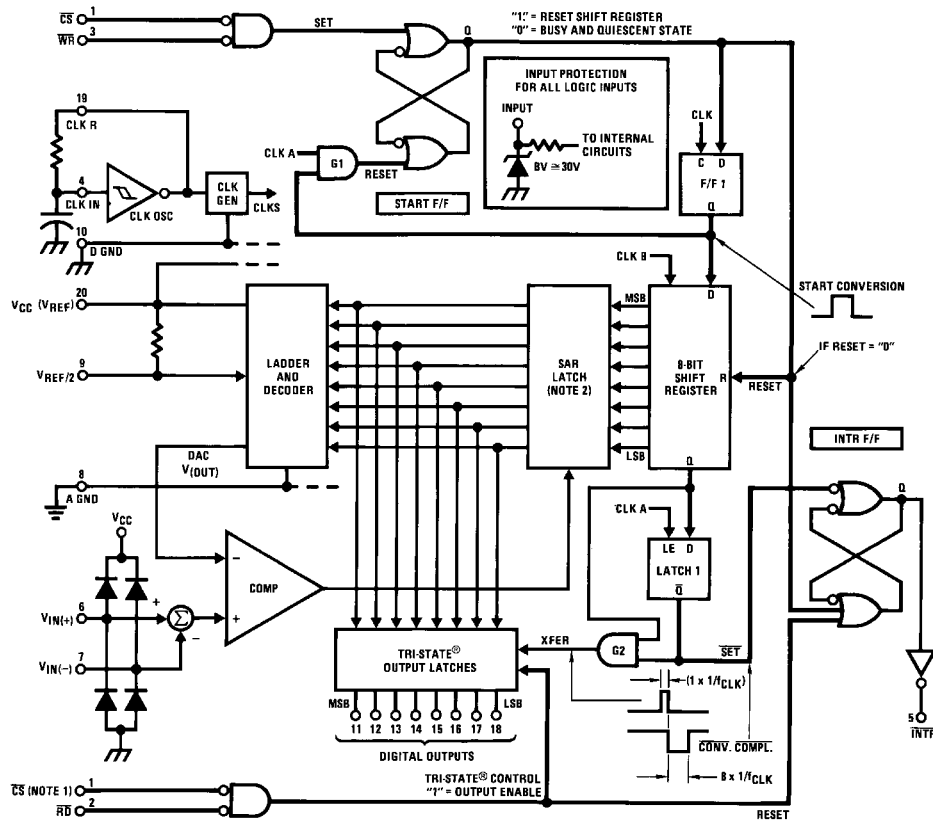 CS 1
WR 3
SET
Q
"1" = RESET SHIFT REGISTER
"0" = BUSY AND QUIESCENT STATE
INPUT PROTECTION
FOR ALL LOGIC INPUTS
INPUT
TO INTERNAL
CIRCUITS
BV ≅ 30V
19
CLK R
4
CLK IN
CLK OSC
CLK
GEN
CLKS
10
D GND
CLK A
G1
RESET
START F/F
CLK
C D
F/F 1
Q
20
VCC (VREF)
9
VREF/2
LADDER
AND
DECODER
SAR
LATCH
(NOTE 2)
MSB
LSB
CLK B
D
8-BIT
SHIFT
REGISTER
R
Q
RESET
START CONVERSION
IF RESET = "0"
INTR F/F
Q
DAC
V(OUT)
8
A GND
VCC
6
VIN(+)
7
VIN(-)
+
Σ
-
-
+
COMP
CLK A
LE D
LATCH 1
Q
XFER
G2
SET
TRI-STATE®
OUTPUT LATCHES
MSB
LSB
11 12 13 14 15 16 17 18
DIGITAL OUTPUTS
(1 x 1/fCLK)
CONV. COMPL.
8 x 1/fCLK
5
INTR
CS (NOTE 1) 1
RD 2
TRI-STATE® CONTROL
"1" = OUTPUT ENABLE
RESET